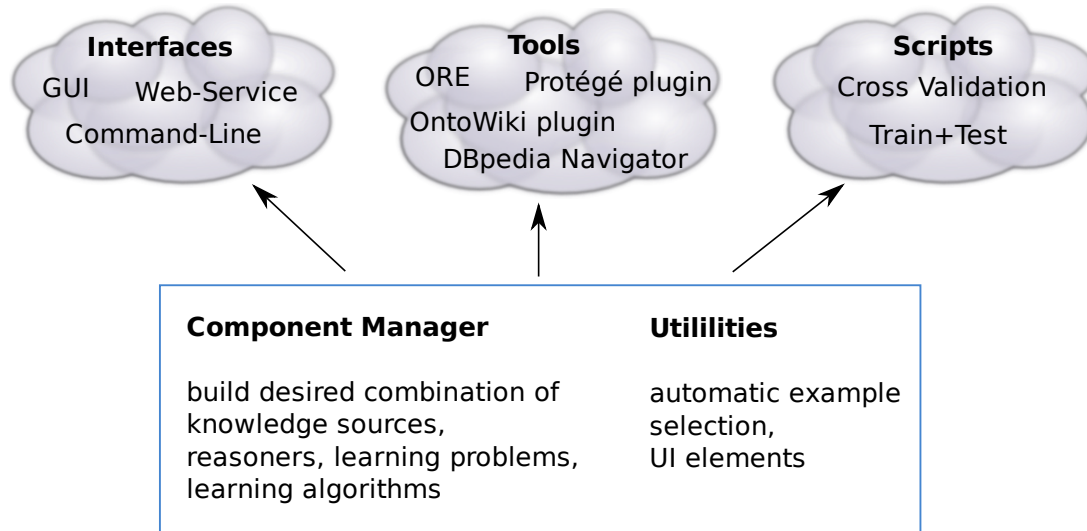 Interfaces
GUI
Web-Service
Command-Line
Tools
ORE
Protégé plugin
OntoWiki plugin
DBpedia Navigator
Scripts
Cross Validation
Train+Test
Component Manager
build desired combination of
knowledge sources,
reasoners, learning problems,
learning algorithms
Utililities
automatic example
selection,
UI elements